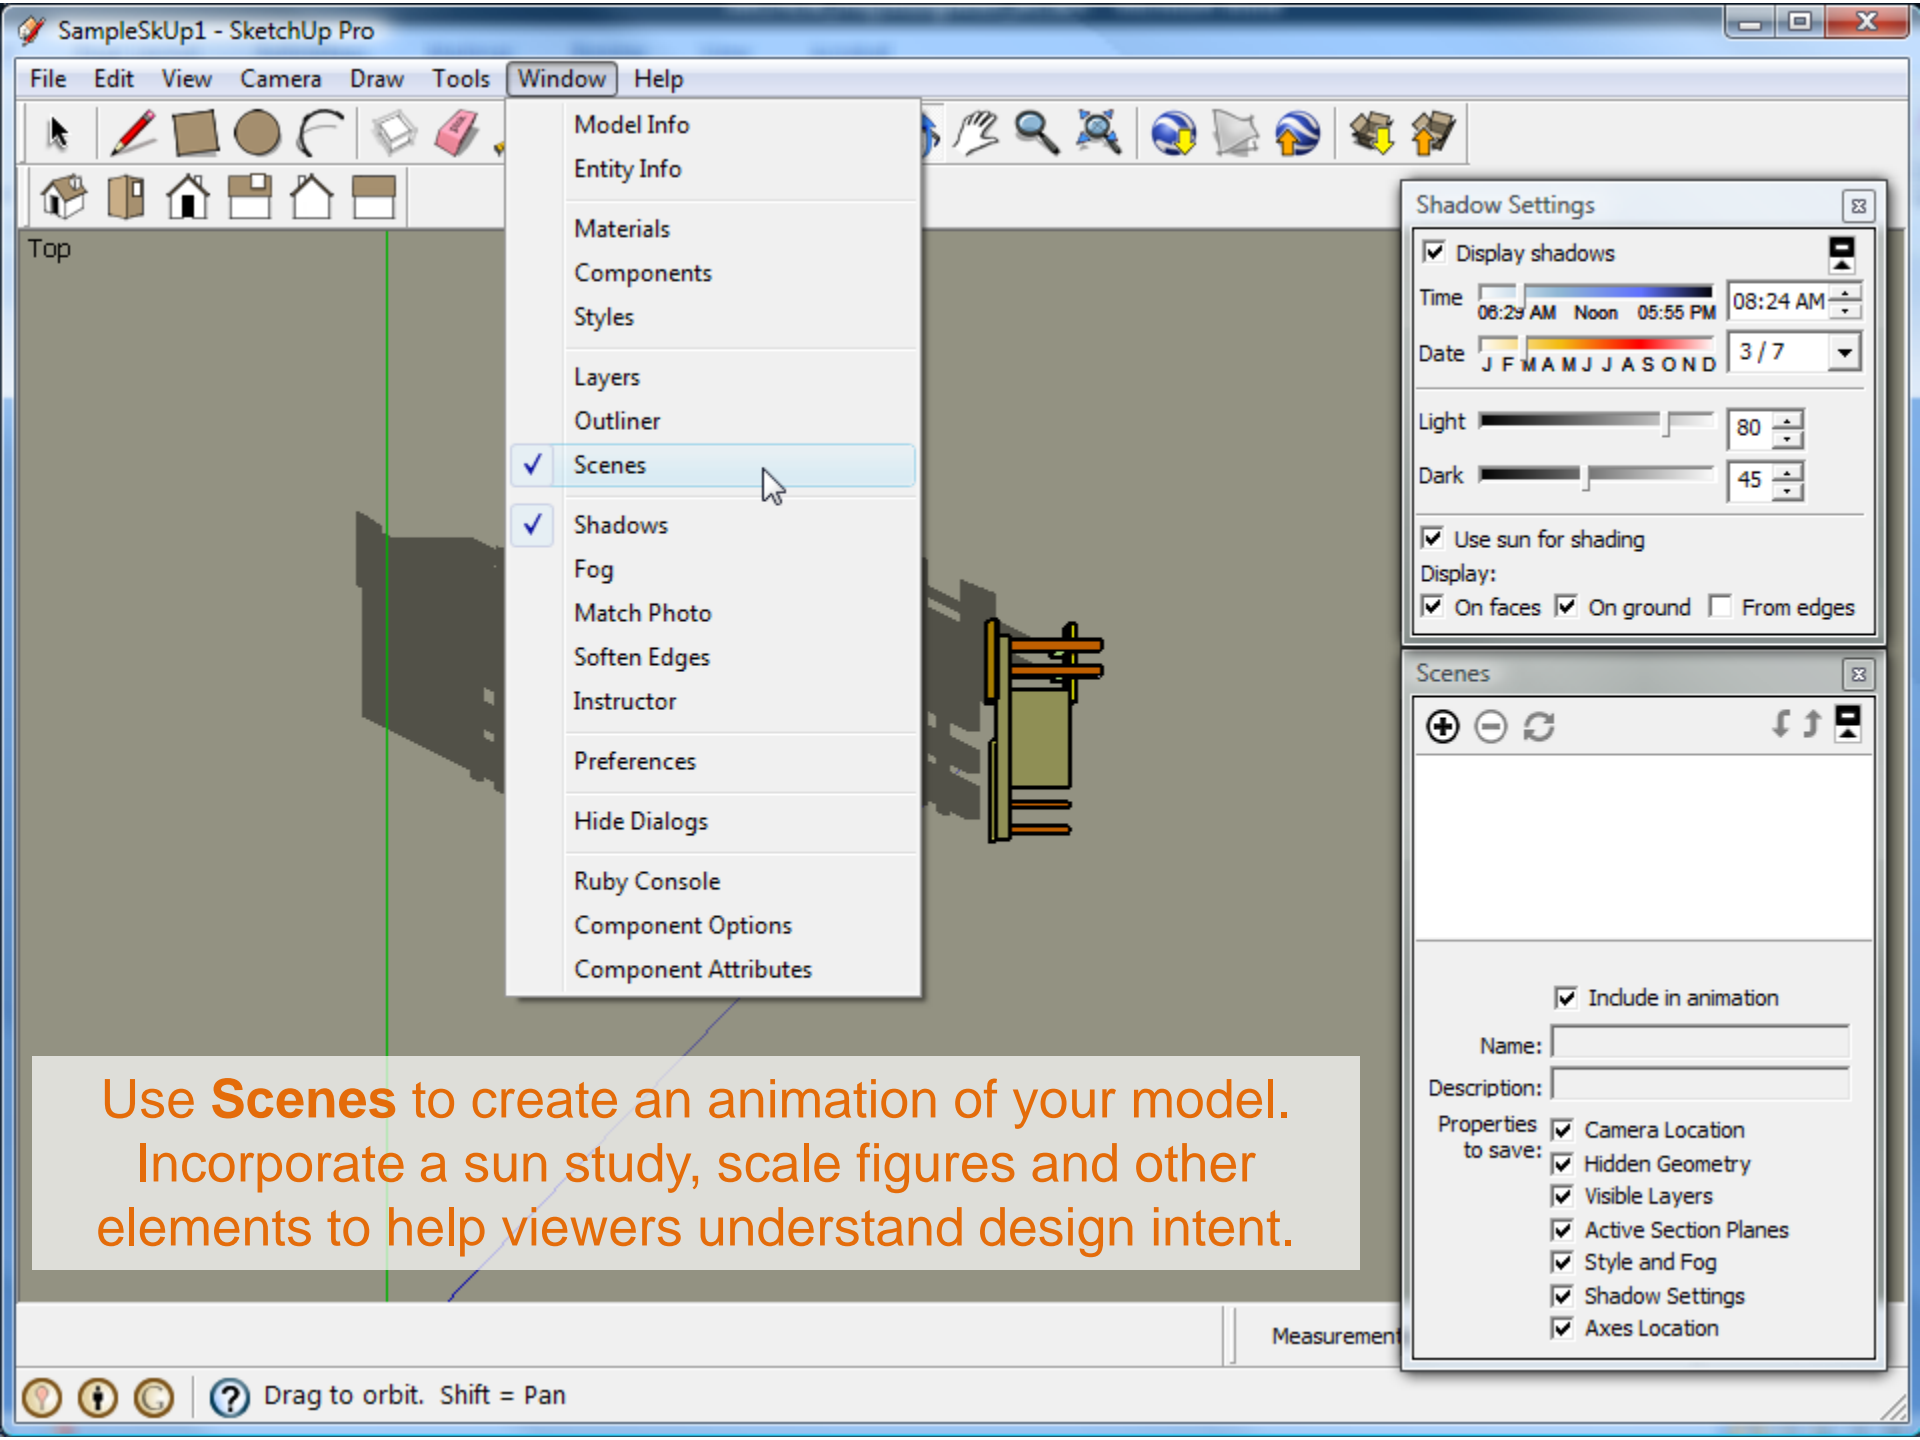 SampleSkUp1 - SketchUp Pro
File Edit View Camera Draw Tools Window Help
Model Info
Entity Info
Materials
Components
Styles
Layers
Outliner
Scenes
Shadows
Fog
Match Photo
Soften Edges
Instructor
Preferences
Hide Dialogs
Ruby Console
Component Options
Component Attributes
Top
Shadow Settings
Display shadows
Time 06:29 AM Noon 05:55 PM 08:24 AM
Date J F M A M J J A S O N D 3 / 7
Light 80
Dark 45
Use sun for shading
Display:
On faces On ground From edges
Scenes
Include in animation
Name:
Description:
Properties to save:
Camera Location
Hidden Geometry
Visible Layers
Active Section Planes
Style and Fog
Shadow Settings
Axes Location
Use Scenes to create an animation of your model.
Incorporate a sun study, scale figures and other
elements to help viewers understand design intent.
Measurement
Drag to orbit. Shift = Pan